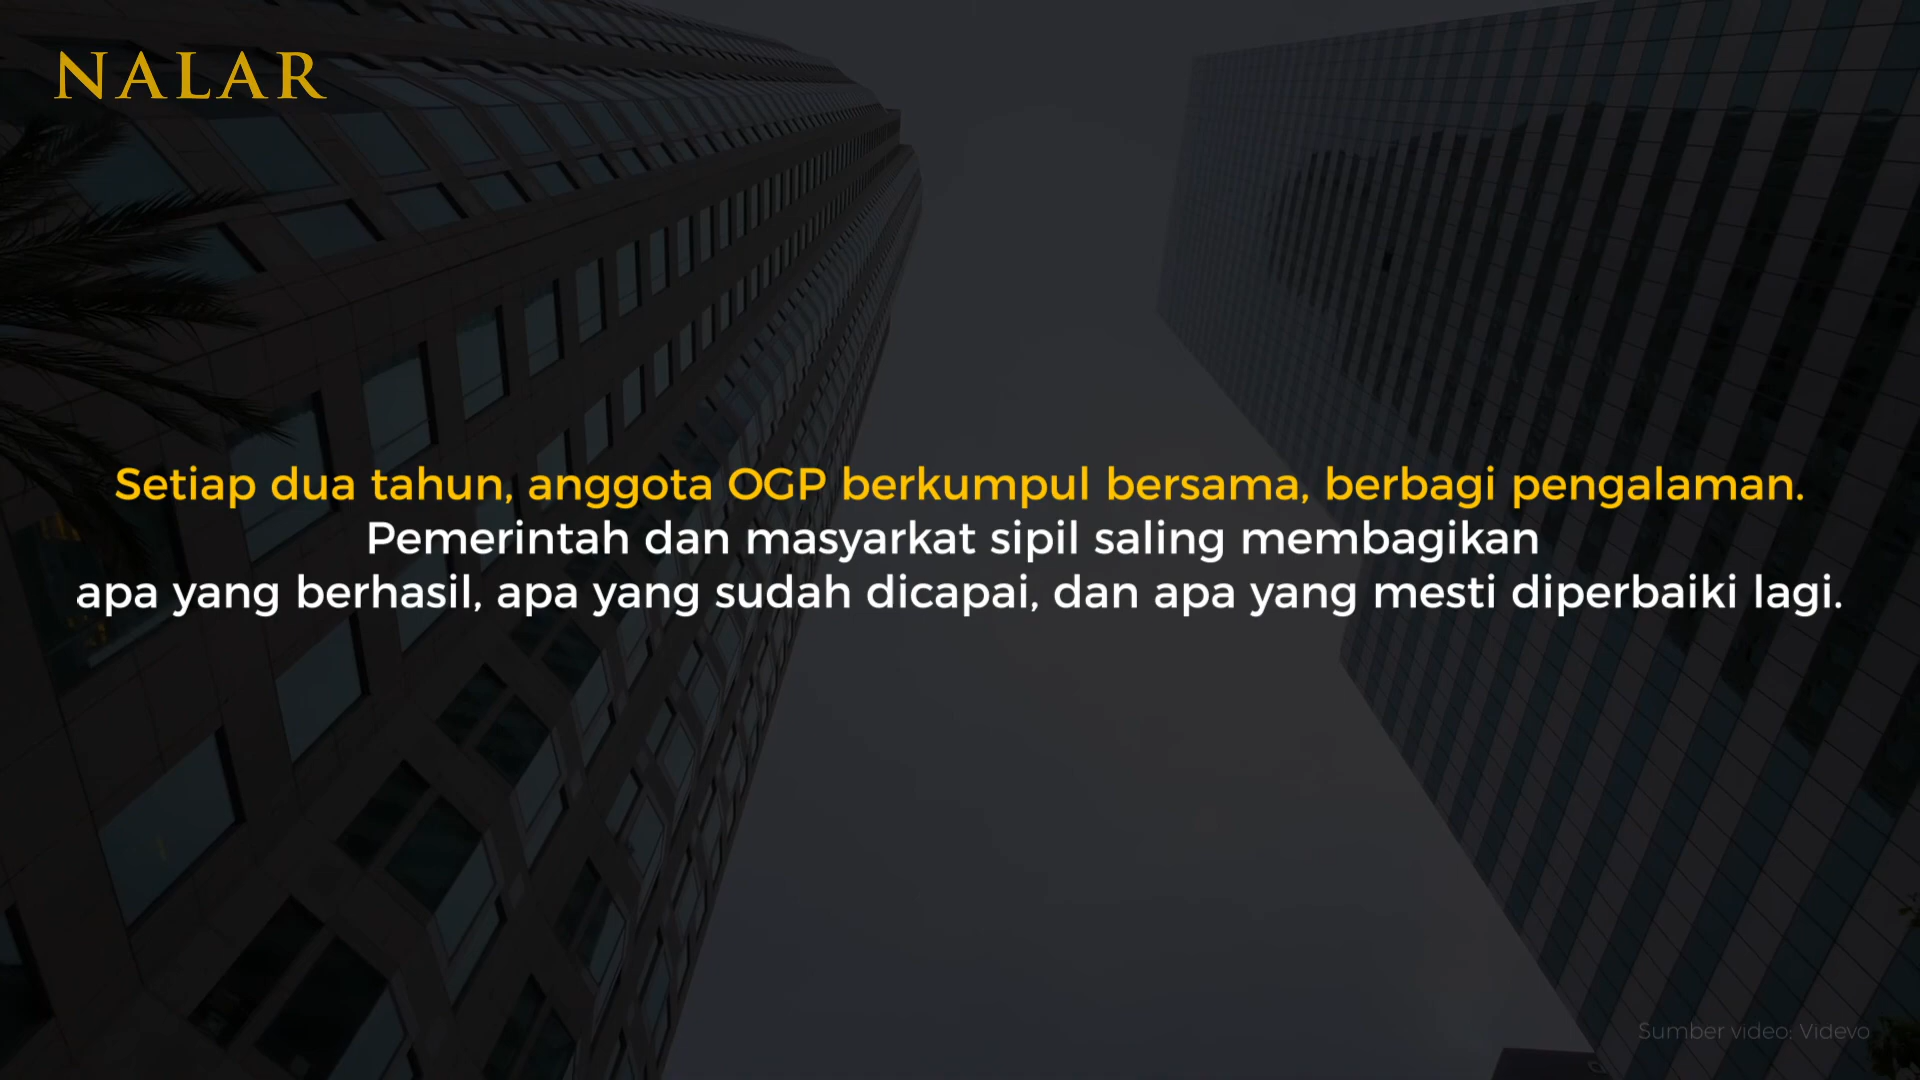 NALAR
Setiap dua tahun, anggota OGP berkumpul bersama, berbagi pengalaman.
Pemerintah dan masyarkat sipil saling membagikan
apa yang berhasil, apa yang sudah dicapai, dan apa yang mesti diperbaiki lagi.
Sumber video: Videvo